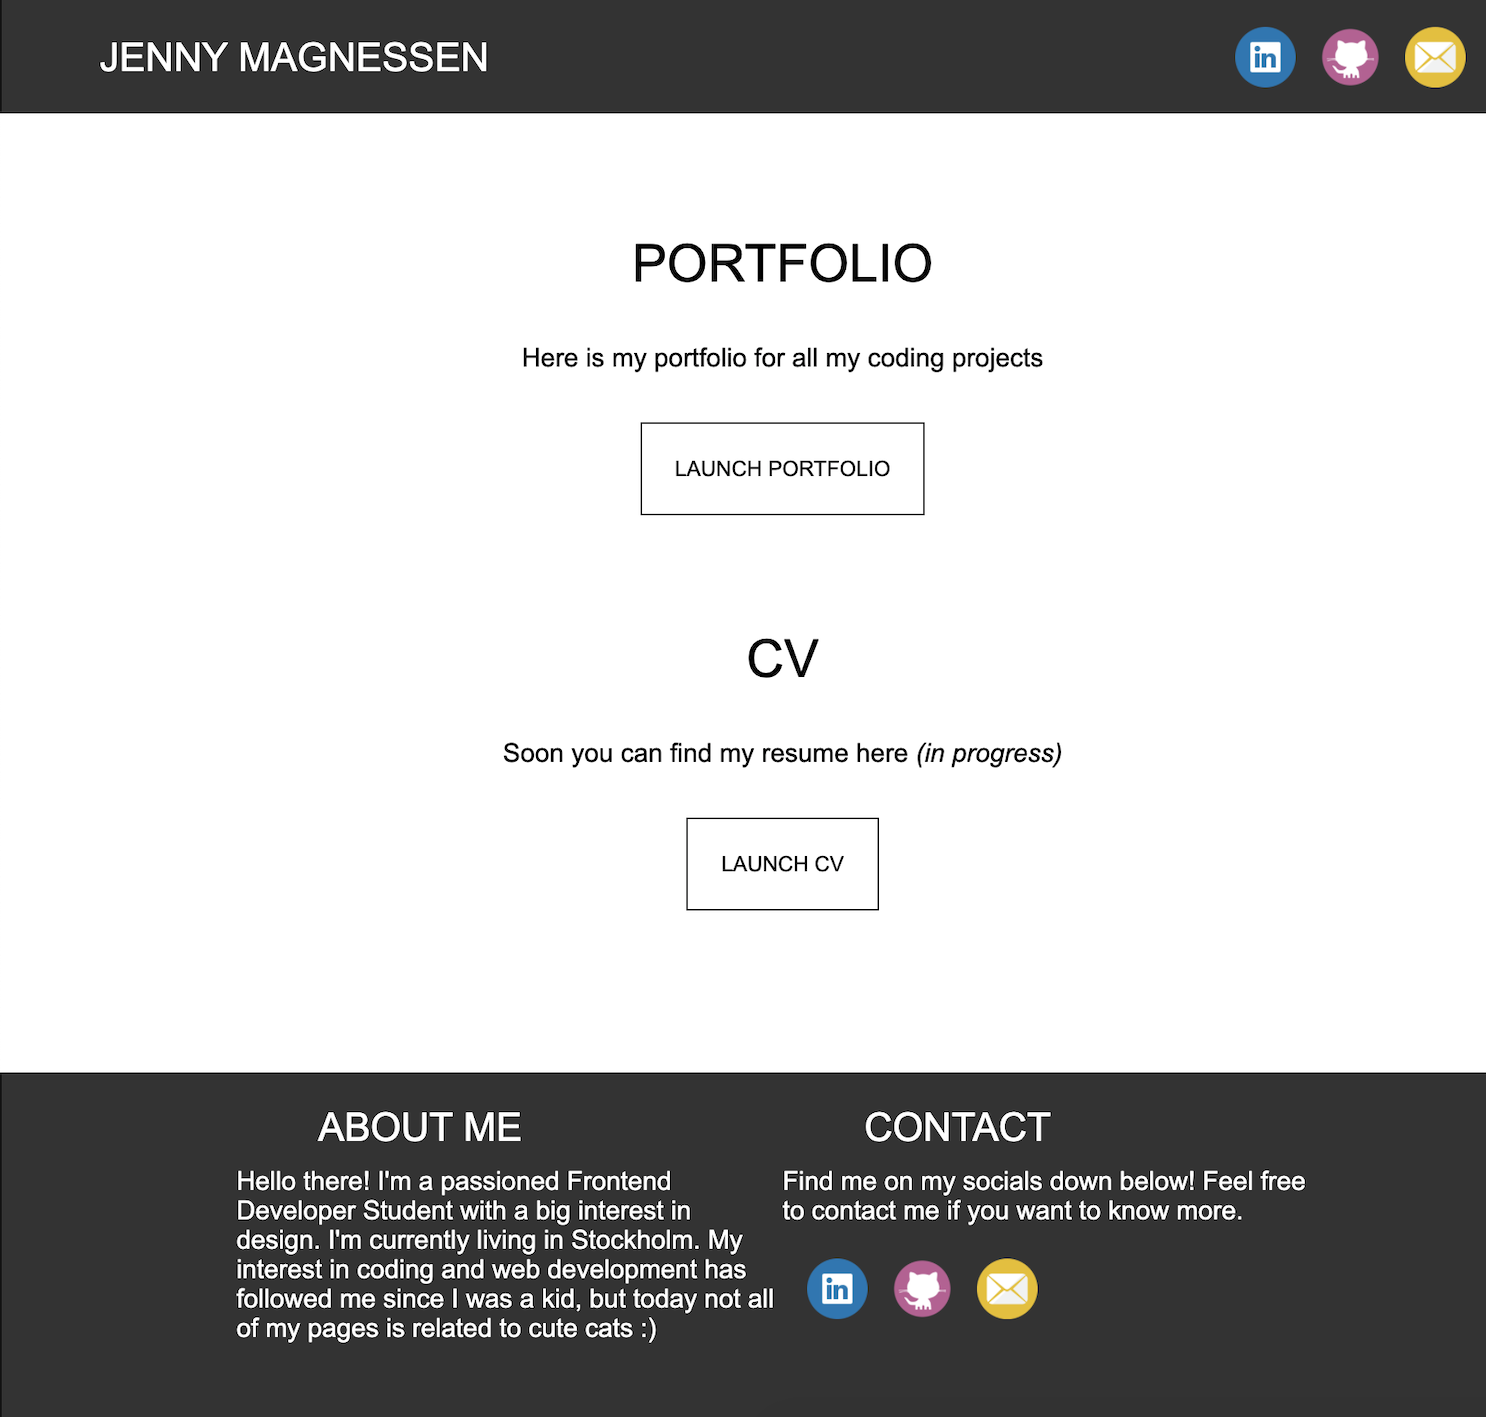 JENNY MAGNESSEN
in
PORTFOLIO
Here is my portfolio for all my coding projects
LAUNCH PORTFOLIO
CV
Soon you can find my resume here (in progress)
LAUNCH CV
ABOUT ME
Hello there! I'm a passioned Frontend
Developer Student with a big interest in
design. I'm currently living in Stockholm. My
interest in coding and web development has
followed me since I was a kid, but today not all
of my pages is related to cute cats :)
CONTACT
Find me on my socials down below! Feel free
to contact me if you want to know more.
in